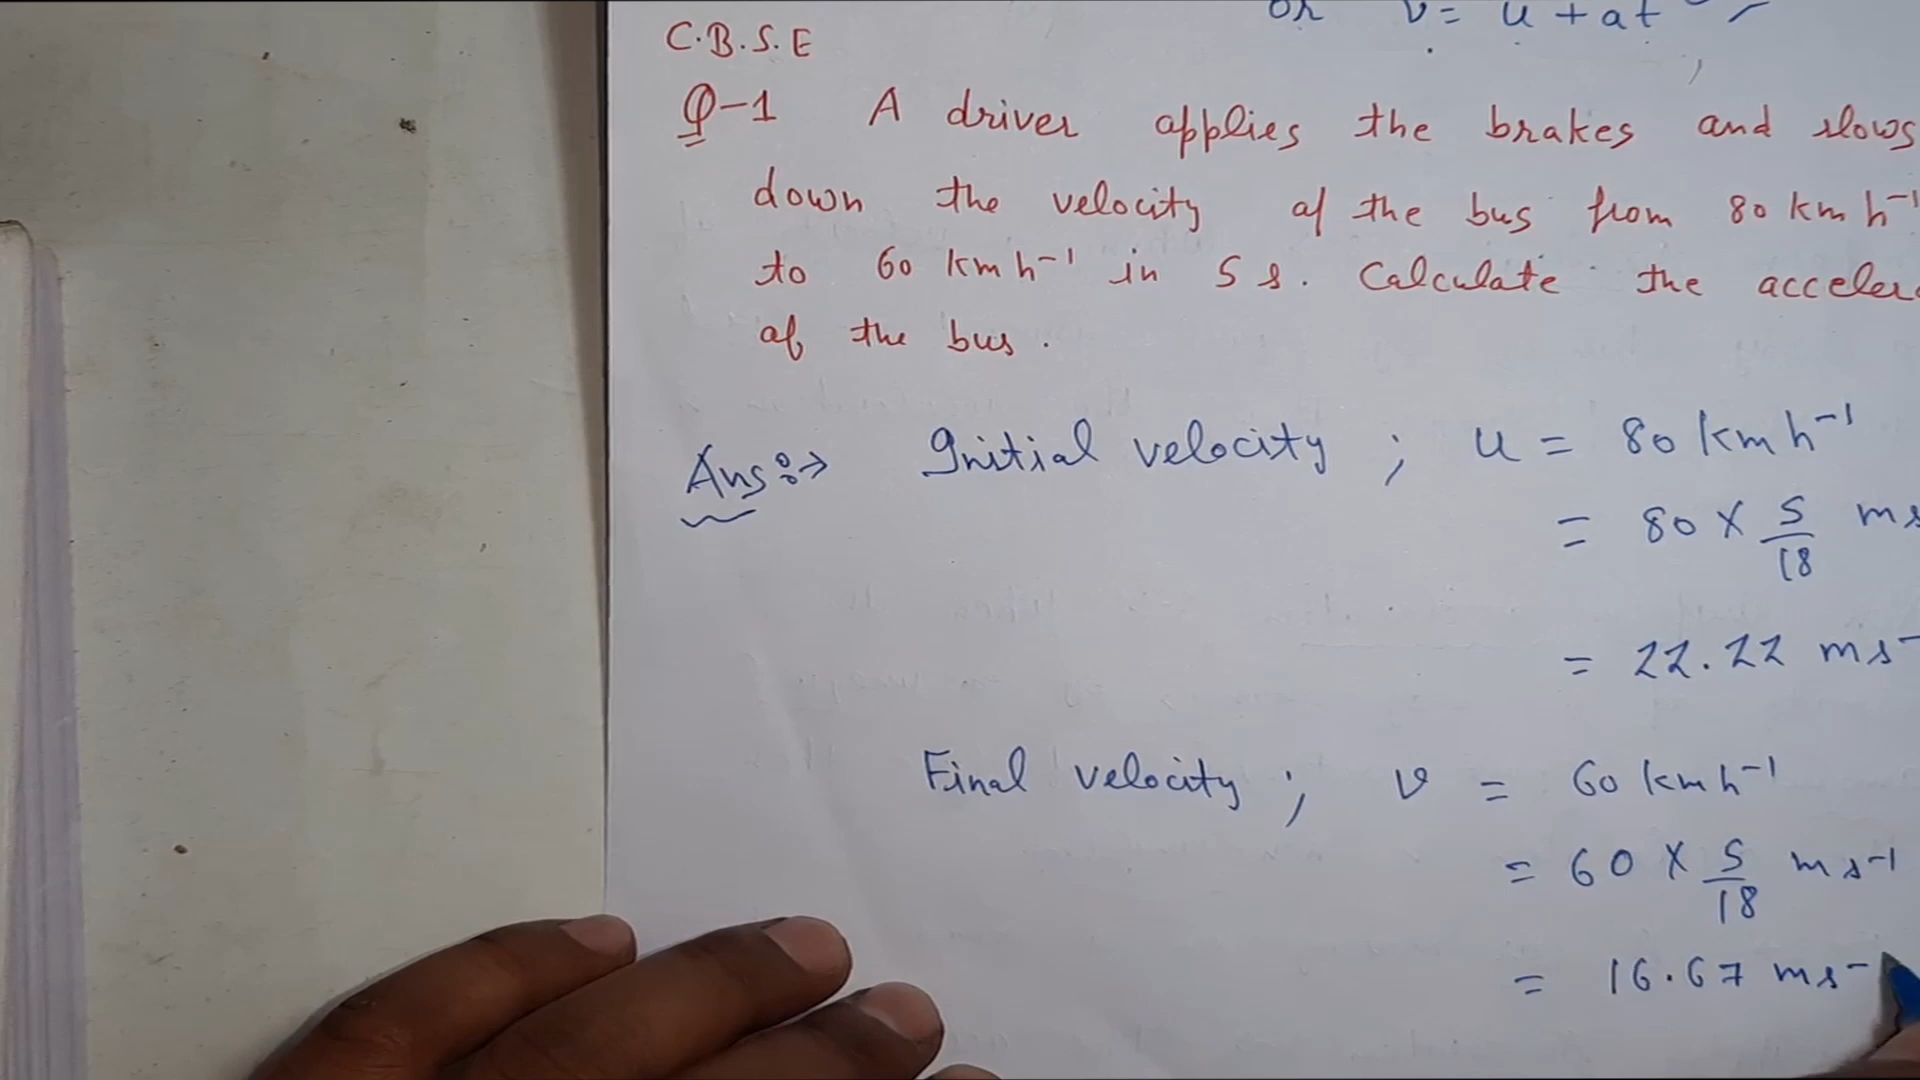 or v = u + at
C.B.S.E
Q-1 A driver applies the brakes and slows
down the velocity of the bus from 80 km h⁻¹
to 60 km h⁻¹ in 5 s. Calculate the
of the bus.
Ans:→ Initial velocity ; u = 80 km h⁻¹
= 80 × 5/18
= 22.22 ms⁻
Final velocity ; v = 60 km h⁻¹
= 60 × 5/18 ms⁻¹
= 16.67 ms⁻